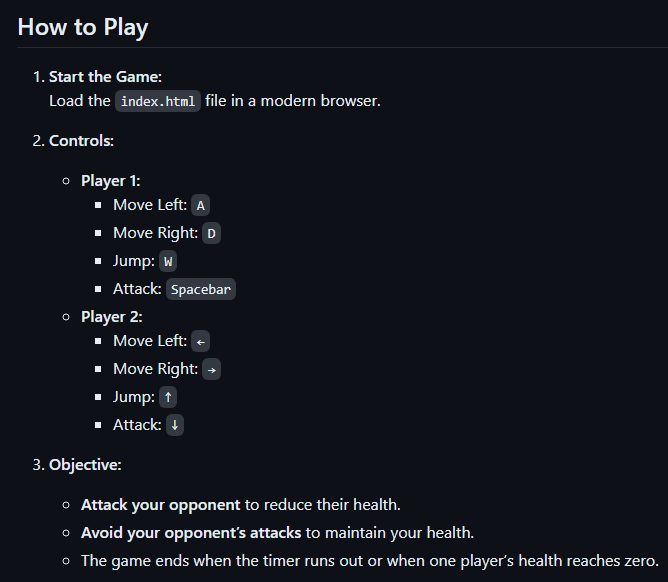 How to Play
1. Start the Game:
Load the index.html file in a modern browser.
2. Controls:
Player 1:
Move Left: A
Move Right: D
Jump: W
Attack: Spacebar
Player 2:
Move Left: ←
Move Right: →
Jump: ↑
Attack: ↓
3. Objective:
Attack your opponent to reduce their health.
Avoid your opponent’s attacks to maintain your health.
The game ends when the timer runs out or when one player’s health reaches zero.